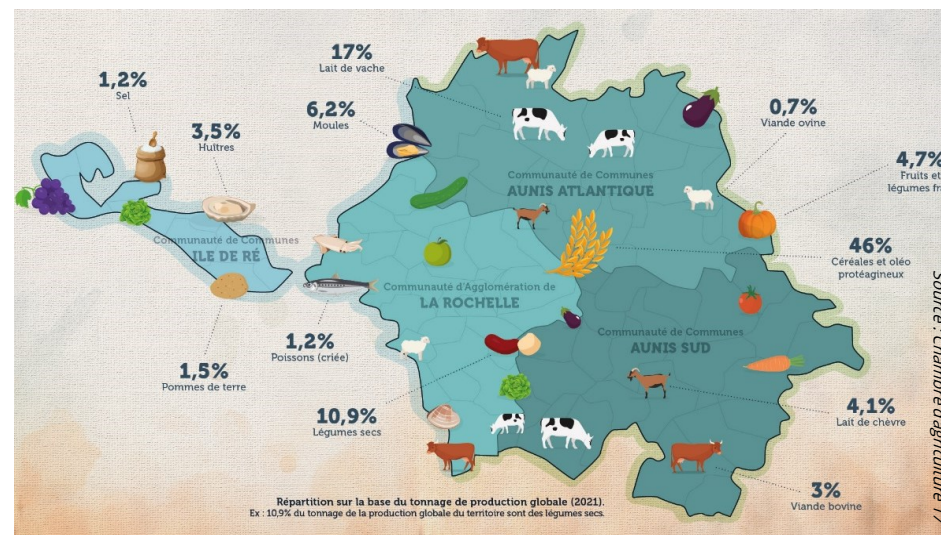 17%
Lait de vache
1,2%
Sel
6,2%
Moules
0,7%
Viande ovine
3,5%
Huîtres
4,7%
Fruits et
légumes
Communauté de Communes
AUNIS ATLANTIQUE
Communauté de Communes
ILE DE RÉ
46%
Céréales et oléo
protéagineux
Communauté d'Agglomération de
LA ROCHELLE
Communauté de Communes
AUNIS SUD
1,2%
Poissons (criée)
1,5%
Pommes de terre
10,9%
Légumes secs
4,1%
Lait de chèvre
3%
Viande bovine
Répartition sur la base du tonnage de production globale (2021).
Ex : 10,9% du tonnage de la production globale du territoire sont des légumes secs.
Source : Chambre d'agriculture 17